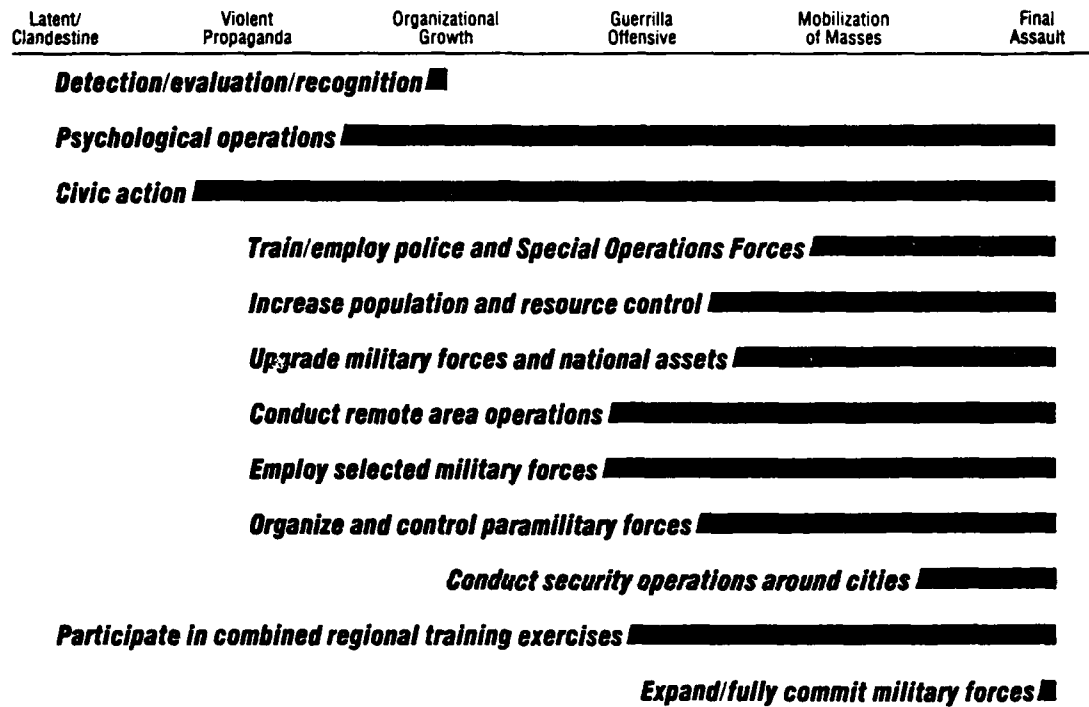 Latent/ Violent Organizational Guerrilla Mobilization Final
Clandestine Propaganda Growth Offensive of Masses Assault
Detection/evaluation/recognition
Psychological operations
Civic action
Train/employ police and Special Operations Forces
Increase population and resource control
Upgrade military forces and national assets
Conduct remote area operations
Employ selected military forces
Organize and control paramilitary forces
Conduct security operations around cities
Participate in combined regional training exercises
Expand/fully commit military forces